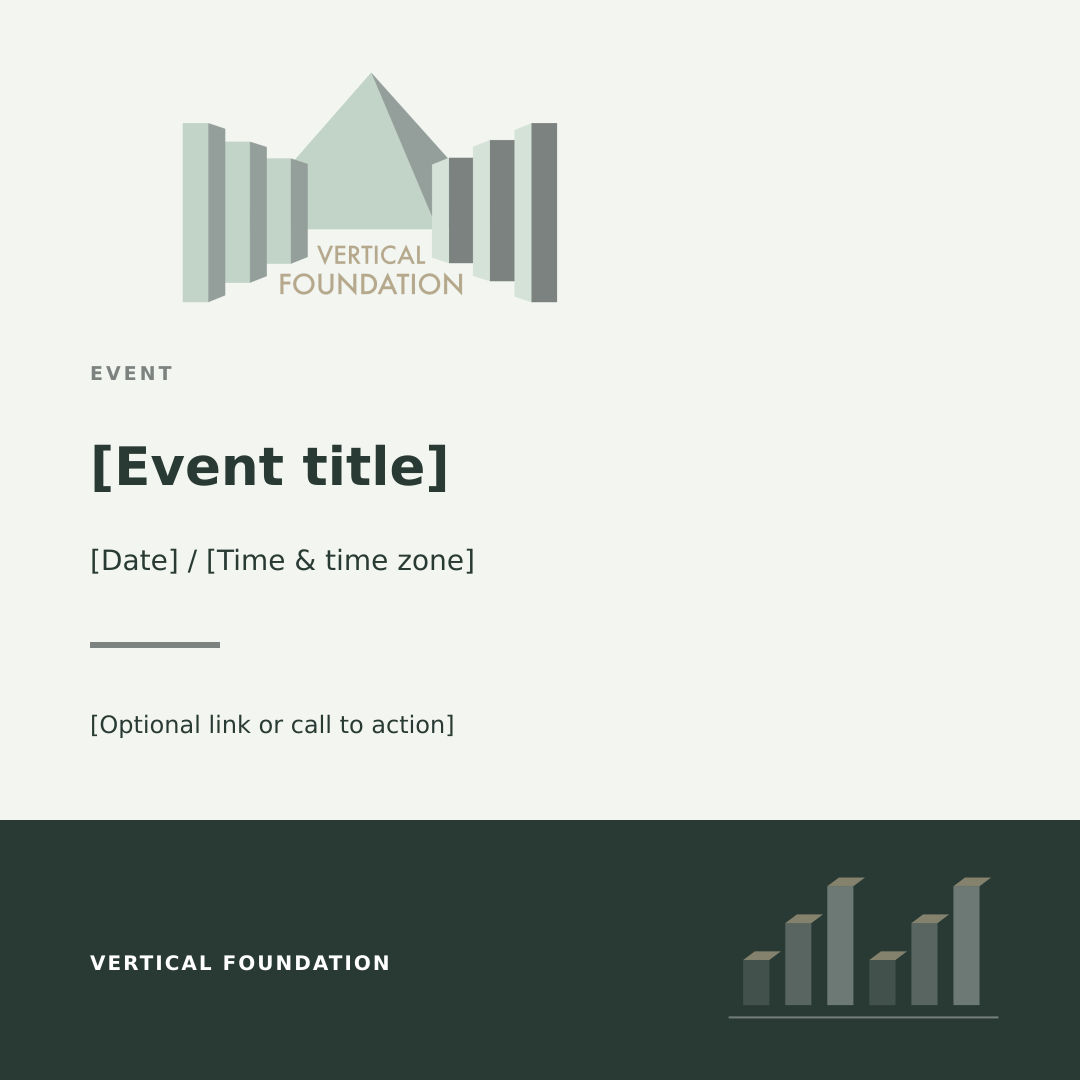 VERTICAL
FOUNDATION
EVENT
[Event title]
[Date] / [Time & time zone]
[Optional link or call to action]
VERTICAL FOUNDATION